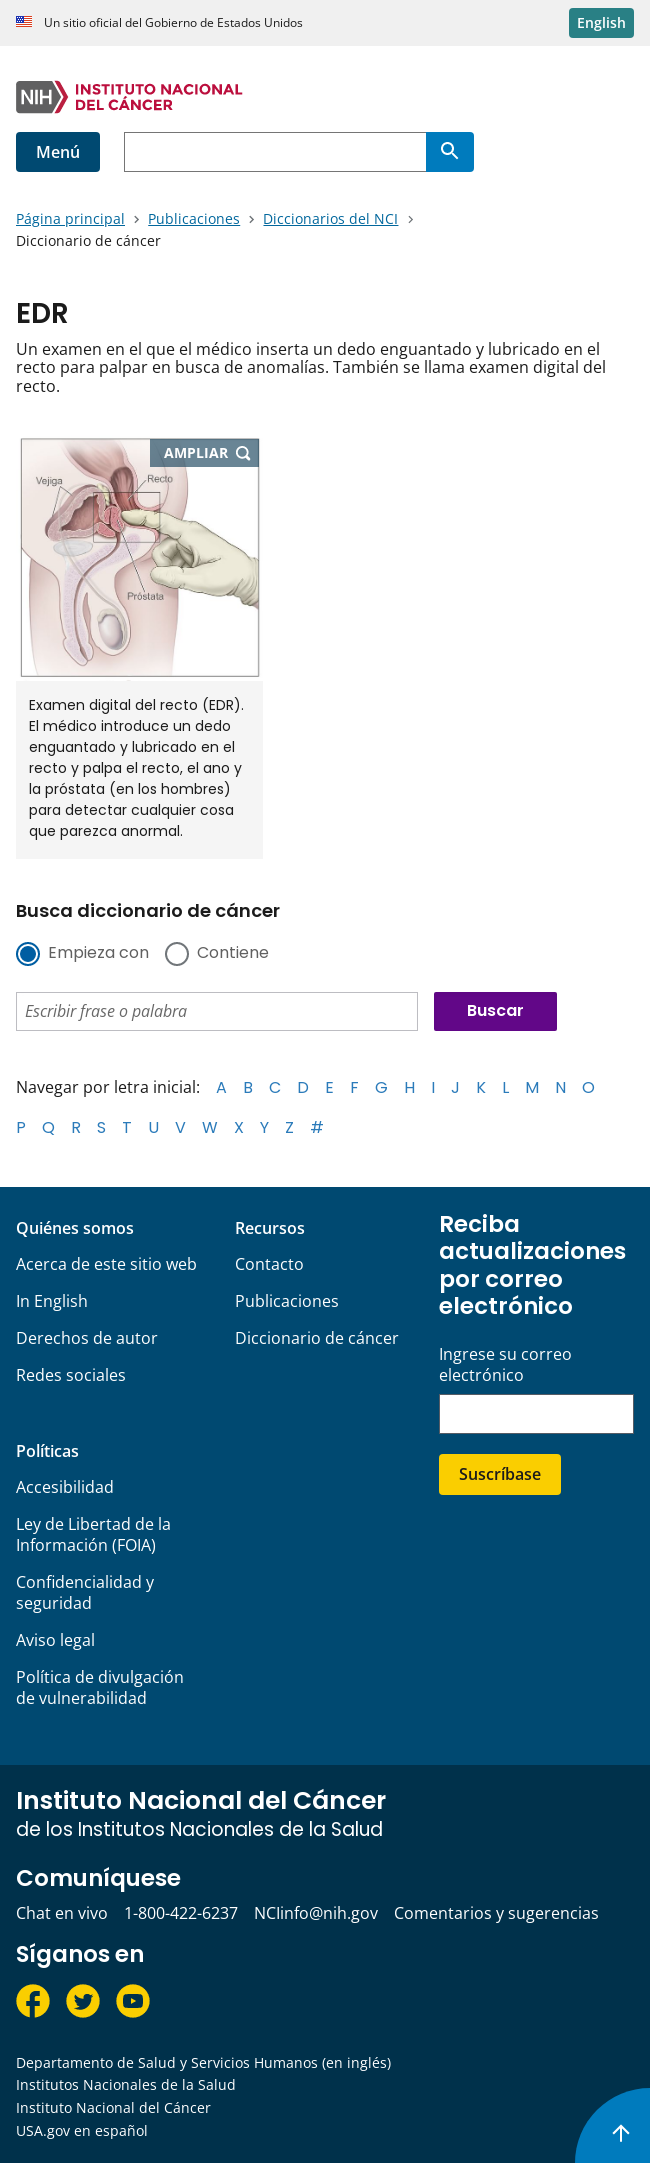 Un sitio oficial del Gobierno de Estados Unidos
English
NIH
INSTITUTO NACIONAL
DEL CÁNCER
Menú
Página principal
Publicaciones
Diccionarios del NCI
Diccionario de cáncer
EDR
Un examen en el que el médico inserta un dedo enguantado y lubricado en el
recto para palpar en busca de anomalías. También se llama examen digital del
recto.
AMPLIAR
Vejiga
Recto
Próstata
Examen digital del recto (EDR).
El médico introduce un dedo
enguantado y lubricado en el
recto y palpa el recto, el ano y
la próstata (en los hombres)
para detectar cualquier cosa
que parezca anormal.
Busca diccionario de cáncer
Empieza con
Contiene
Escribir frase o palabra
Buscar
Navegar por letra inicial: A B C D E F G H I J K L M N O
P Q R S T U V W X Y Z #
Quiénes somos
Acerca de este sitio web
In English
Derechos de autor
Redes sociales
Recursos
Contacto
Publicaciones
Diccionario de cáncer
Políticas
Accesibilidad
Ley de Libertad de la
Información (FOIA)
Confidencialidad y
seguridad
Aviso legal
Política de divulgación
de vulnerabilidad
Reciba
actualizaciones
por correo
electrónico
Ingrese su correo
electrónico
Suscríbase
Instituto Nacional del Cáncer
de los Institutos Nacionales de la Salud
Comuníquese
Chat en vivo 1-800-422-6237 NCIinfo@nih.gov Comentarios y sugerencias
Síganos en
Departamento de Salud y Servicios Humanos (en inglés)
Institutos Nacionales de la Salud
Instituto Nacional del Cáncer
USA.gov en español